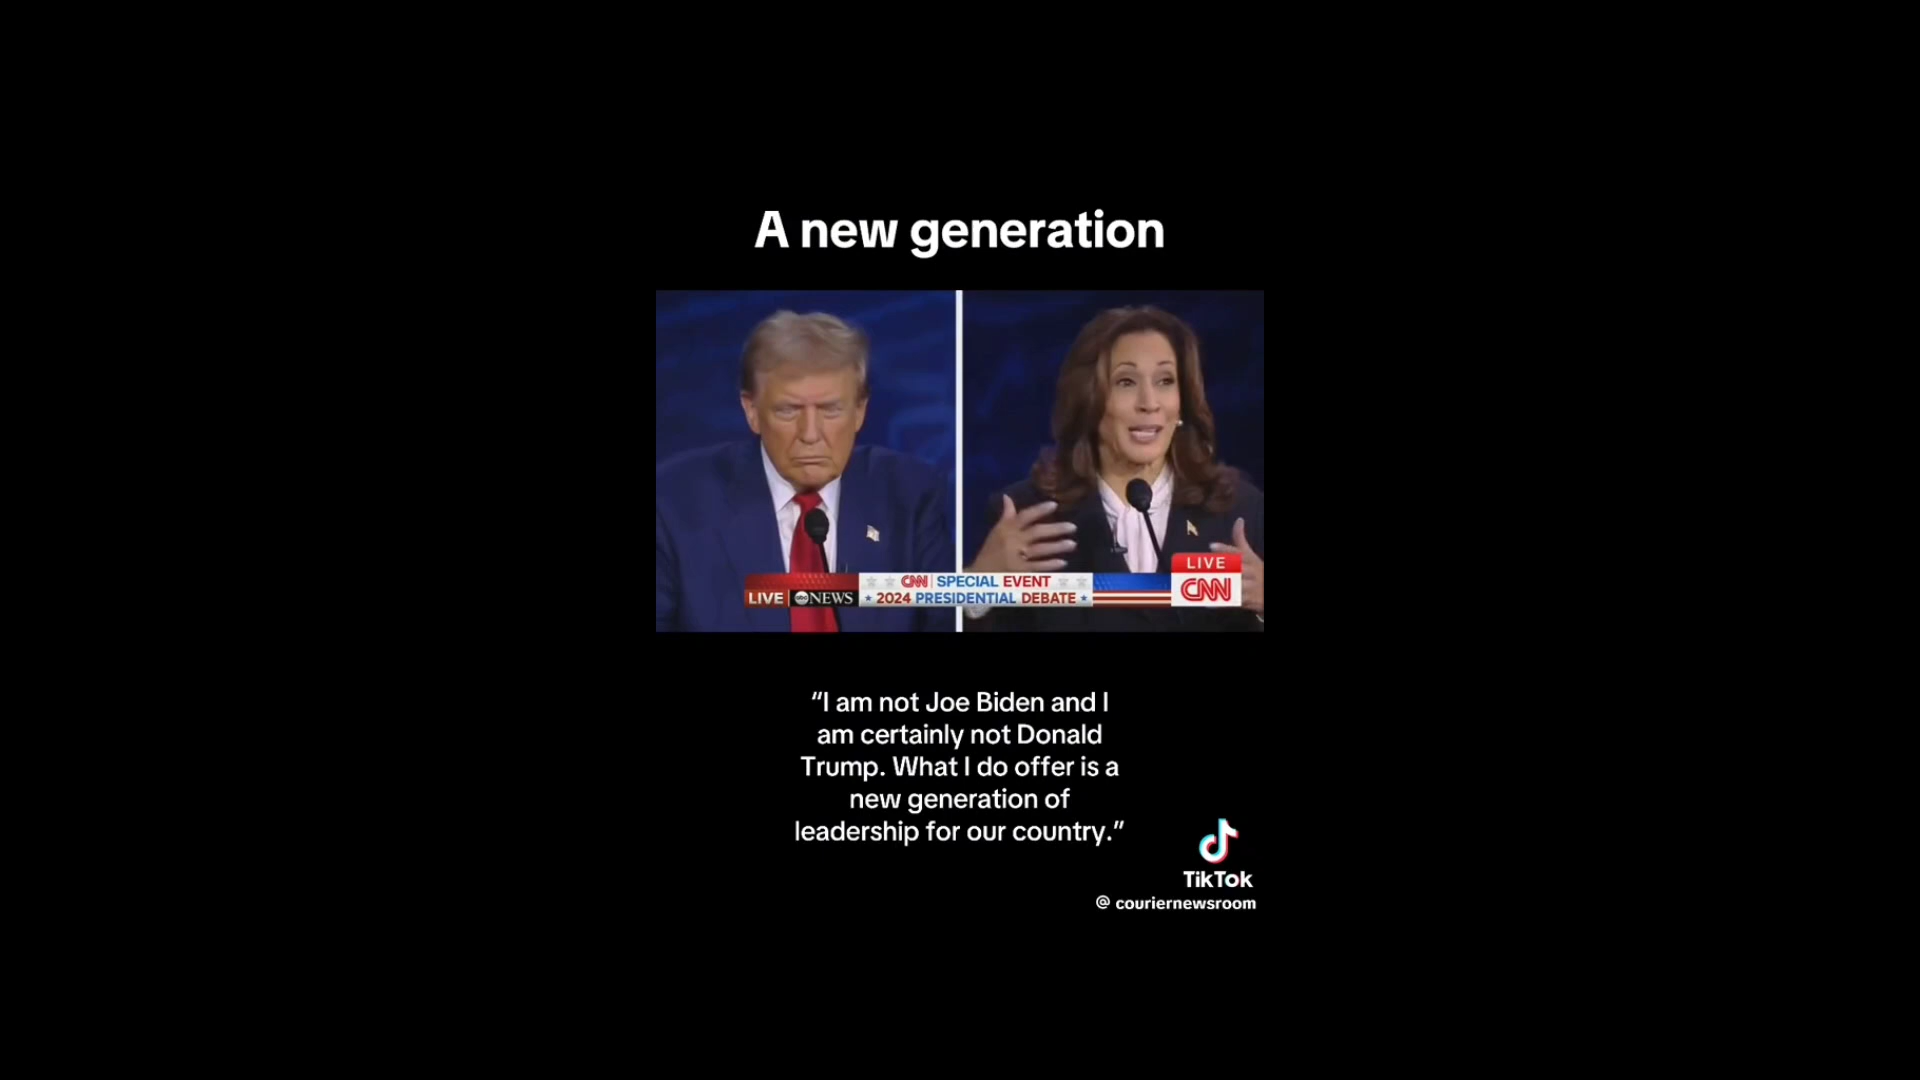 A new generation
CNN SPECIAL EVENT
LIVE abc NEWS
2024 PRESIDENTIAL DEBATE
LIVE
CNN
“I am not Joe Biden and I
am certainly not Donald
Trump. What I do offer is a
new generation of
leadership for our country.”
TikTok
@ couriernewsroom